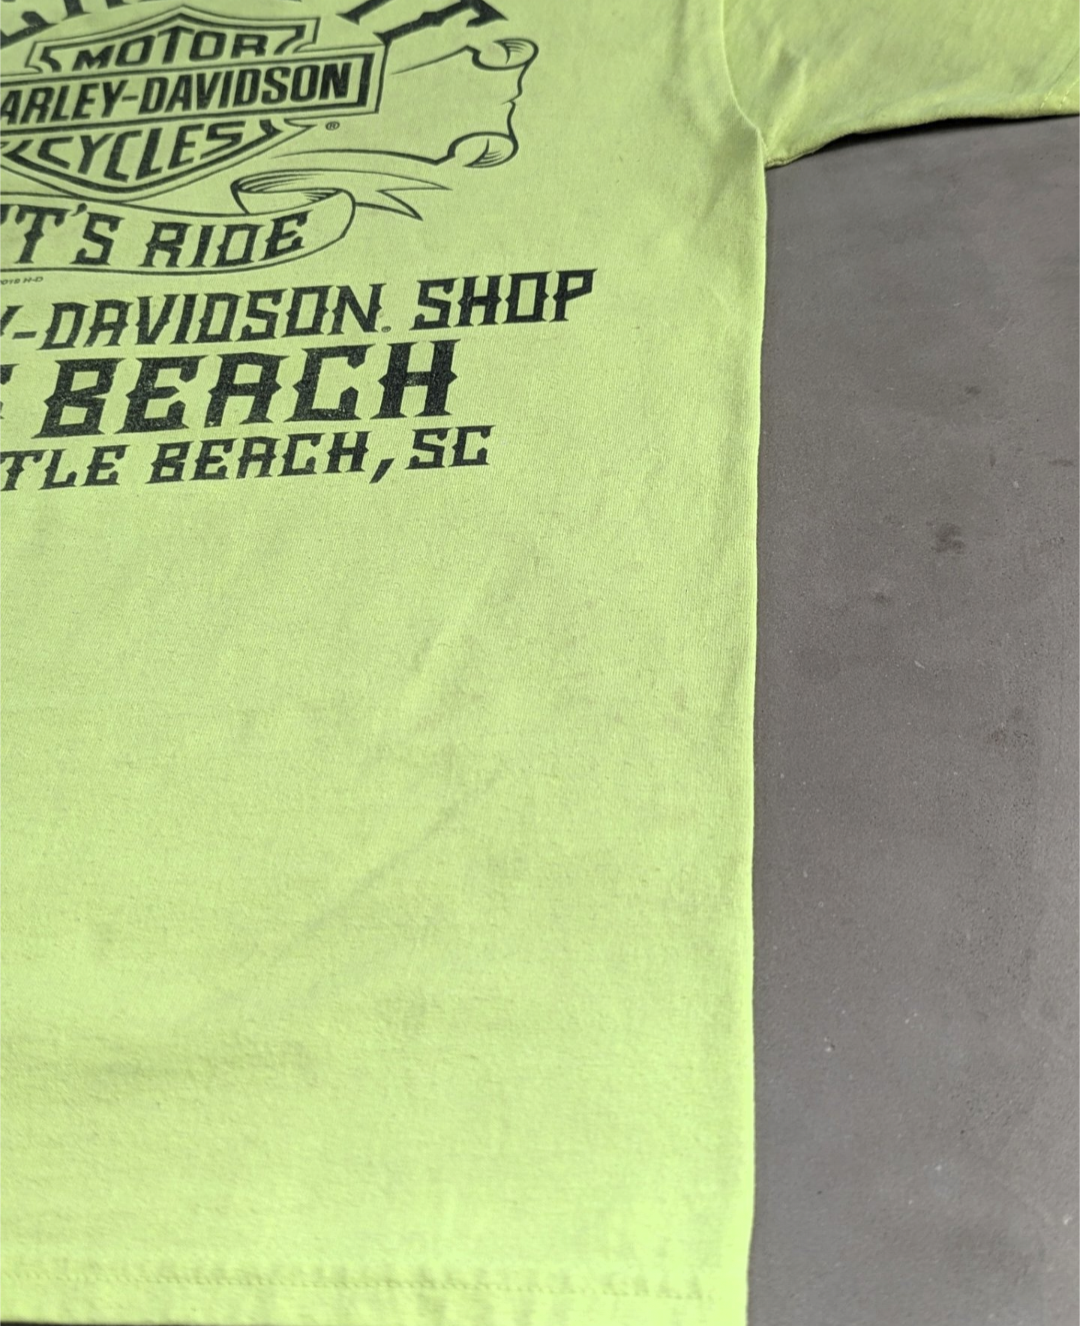 MOTOR
ARLEY-DAVIDSON
CYCLES ®
T'S RIDE
H-D
Y-DAVIDSON. SHOP
BEACH
TLE BEACH, SC